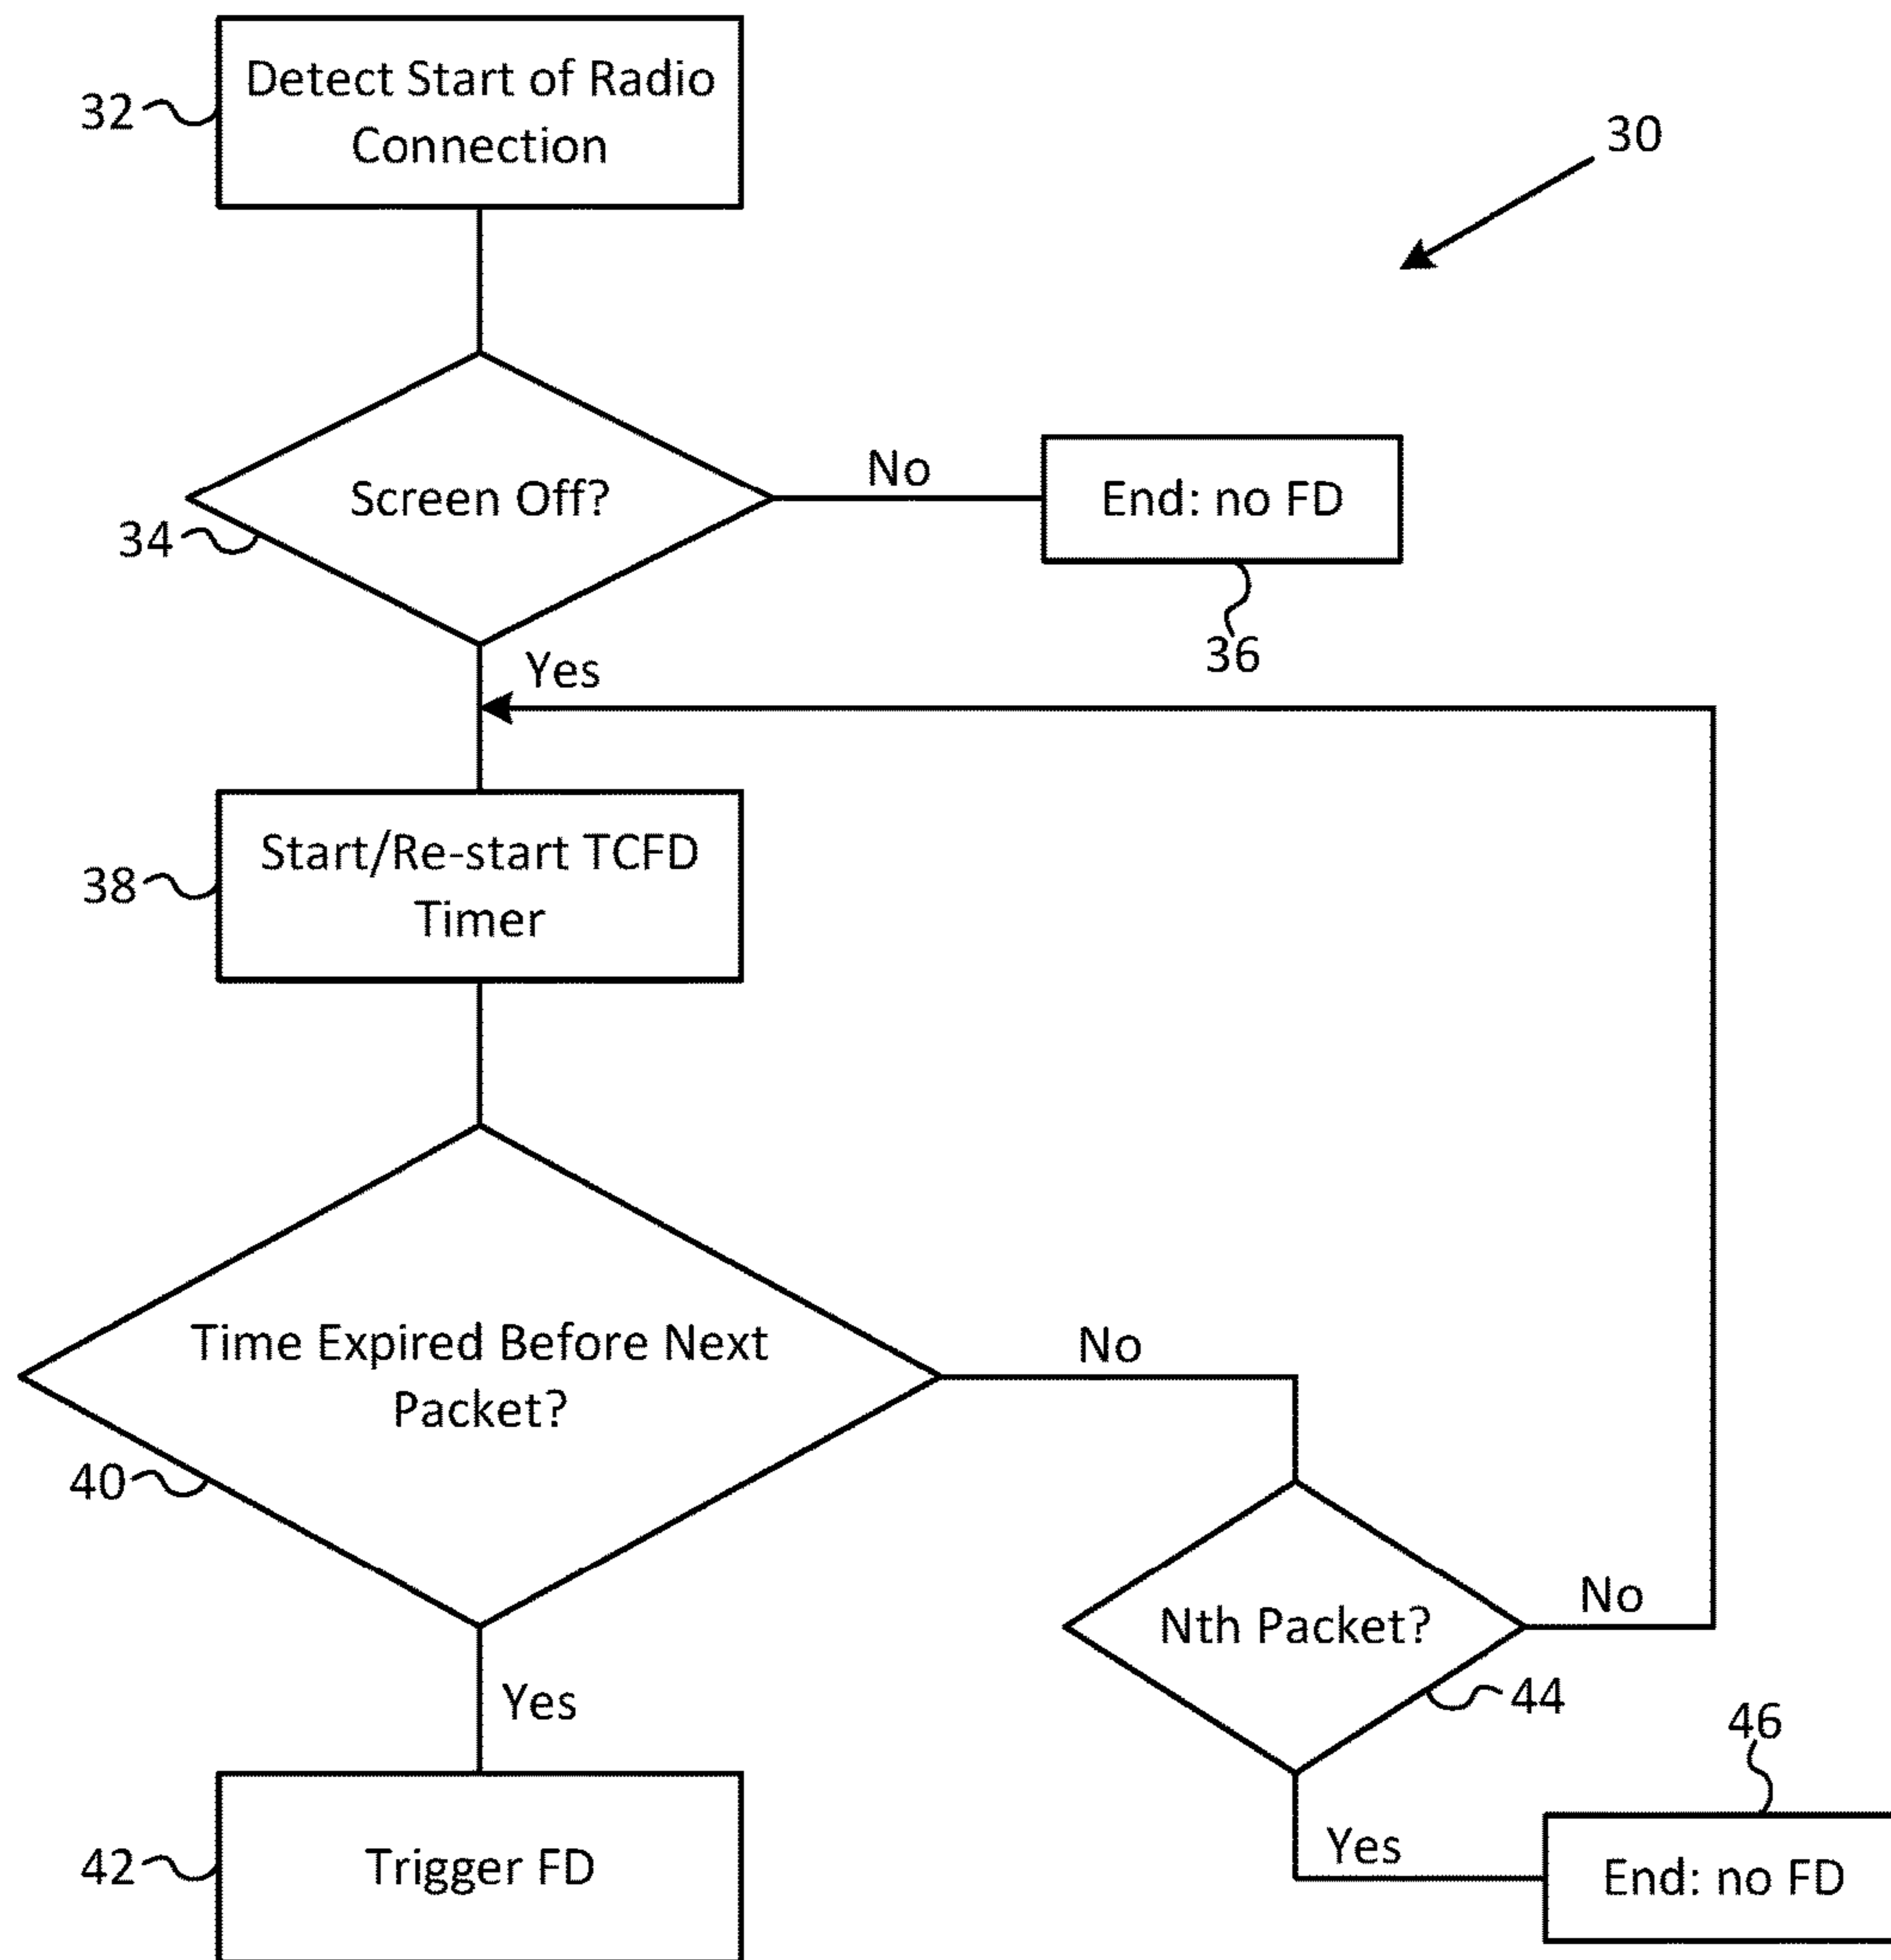 Detect Start of Radio
Connection
32
30
Screen Off?
34
No
End: no FD
36
Yes
Start/Re-start TCFD
Timer
38
Time Expired Before Next
Packet?
40
No
Nth Packet?
44
No
Yes
Yes
46
End: no FD
Trigger FD
42